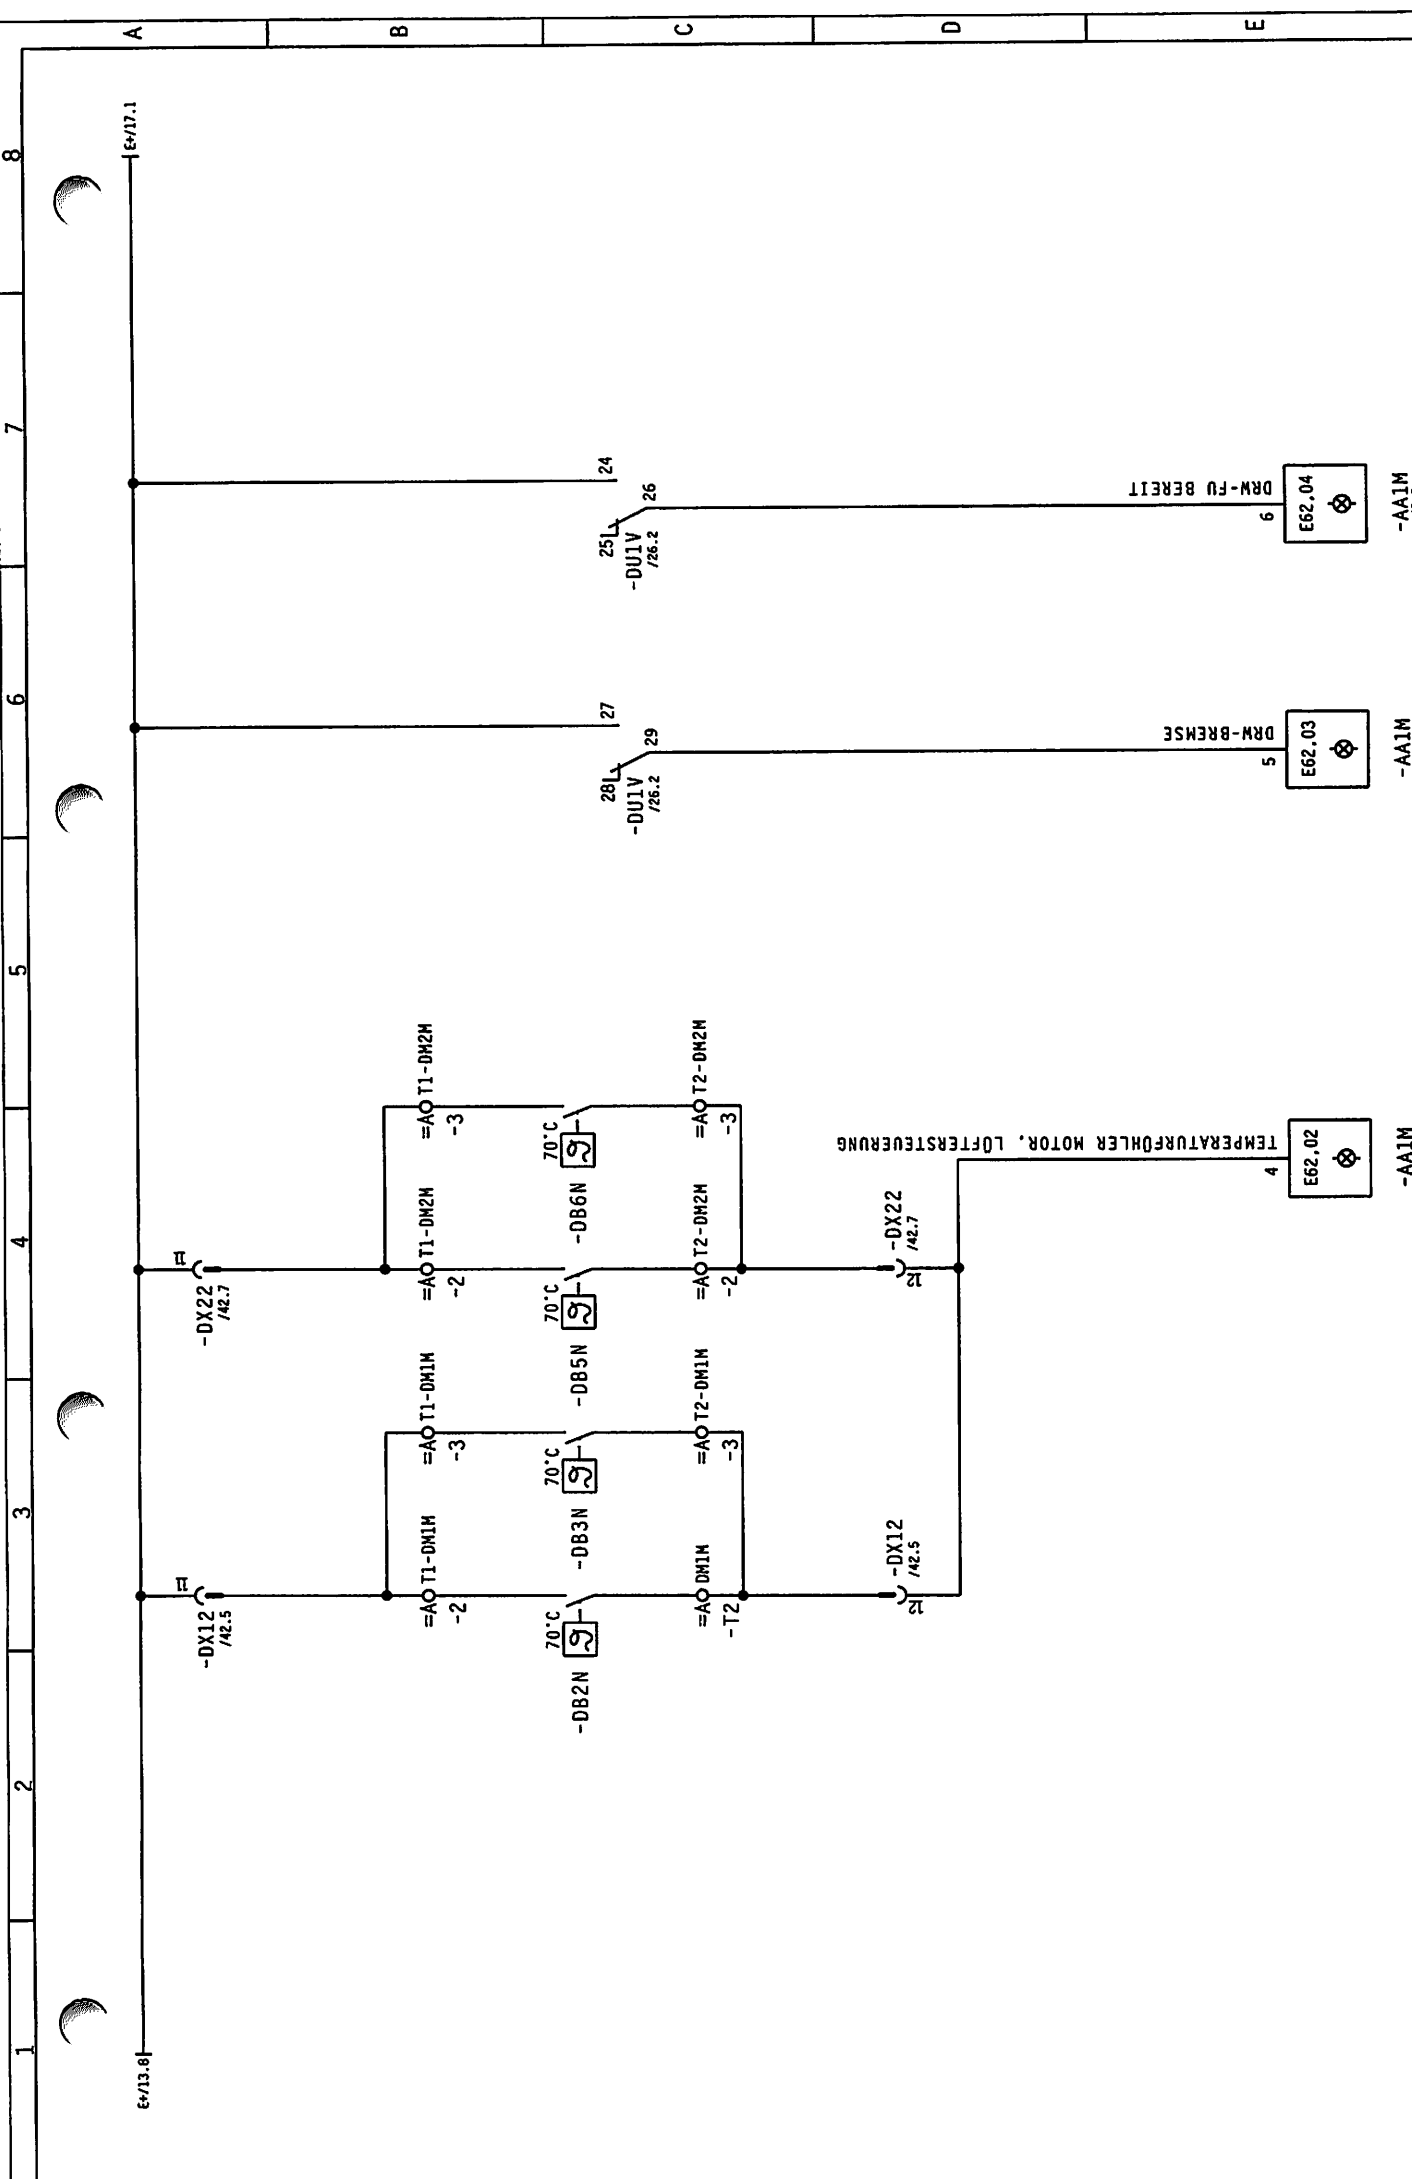 1
2
3
4
5
6
7
8
A
B
C
D
E
E+/13.8
E+/17.1
11
-DX12
/42.5
11
-DX22
/42.7
=A T1-DM1M
-2
=A T1-DM1M
-3
=A T1-DM2M
-2
=A T1-DM2M
-3
70°C
-DB2N
70°C
-DB3N
70°C
-DB5N
70°C
-DB6N
28
27
29
-DU1V
/26.2
25
24
26
-DU1V
/26.2
=A DM1M
-T2
=A T2-DM1M
-3
=A T2-DM2M
-2
=A T2-DM2M
-3
12
-DX12
/42.5
12
-DX22
/42.7
TEMPERATURFÜHLER MOTOR, LÜFTERSTEUERUNG
DRW-BREMSE
DRW-FU BEREIT
4
E62.02
-AA1M
5
E62.03
-AA1M
6
E62.04
-AA1M